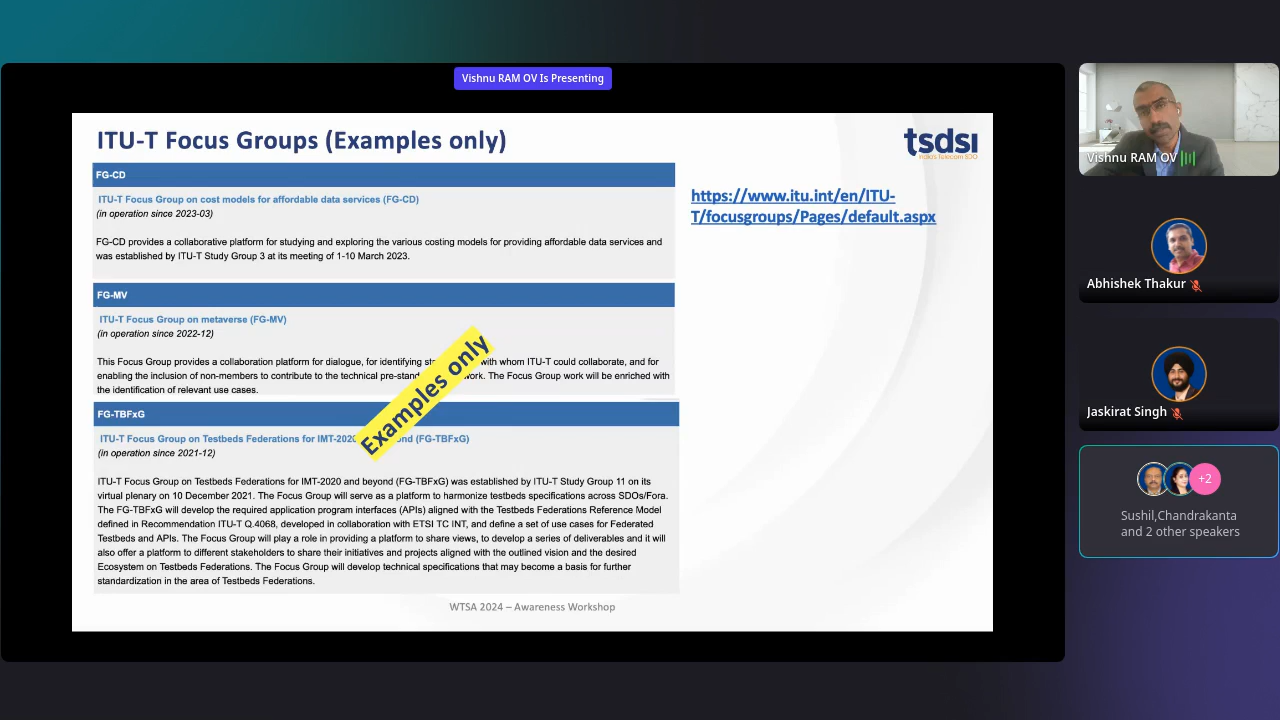 Vishnu RAM OV Is Presenting
ITU-T Focus Groups (Examples only)
tsdsi
India's Telecom SDO
FG-CD
ITU-T Focus Group on cost models for affordable data services (FG-CD)
(in operation since 2023-03)
FG-CD provides a collaborative platform for studying and exploring the various costing models for providing affordable data services and
was established by ITU-T Study Group 3 at its meeting of 1-10 March 2023.
https://www.itu.int/en/ITU-
T/focusgroups/Pages/default.aspx
FG-MV
ITU-T Focus Group on metaverse (FG-MV)
(in operation since 2022-12)
This Focus Group provides a collaboration platform for dialogue, for identifying with whom ITU-T could collaborate, and for
enabling the inclusion of non-members to contribute to the technical work. The Focus Group work will be enriched with
the identification of relevant use cases.
Examples only
FG-TBFxG
ITU-T Focus Group on Testbeds Federations for IMT-2020 (FG-TBFxG)
(in operation since 2021-12)
ITU-T Focus Group on Testbeds Federations for IMT-2020 and beyond (FG-TBFxG) was established by ITU-T Study Group 11 on its
virtual plenary on 10 December 2021. The Focus Group will serve as a platform to harmonize testbeds specifications across SDOs/Fora.
The FG-TBFxG will develop the required application program interfaces (APIs) aligned with the Testbeds Federations Reference Model
defined in Recommendation ITU-T Q.4068, developed in collaboration with ETSI TC INT, and define a set of use cases for Federated
Testbeds and APIs. The Focus Group will play a role in providing a platform to share views, to develop a series of deliverables and it will
also offer a platform to different stakeholders to share their initiatives and projects aligned with the outlined vision and the desired
Ecosystem on Testbeds Federations. The Focus Group will develop technical specifications that may become a basis for further
standardization in the area of Testbeds Federations.
WTSA 2024 – Awareness Workshop
Vishnu RAM OV
Abhishek Thakur
Jaskirat Singh
+2
Sushil,Chandrakanta
and 2 other speakers